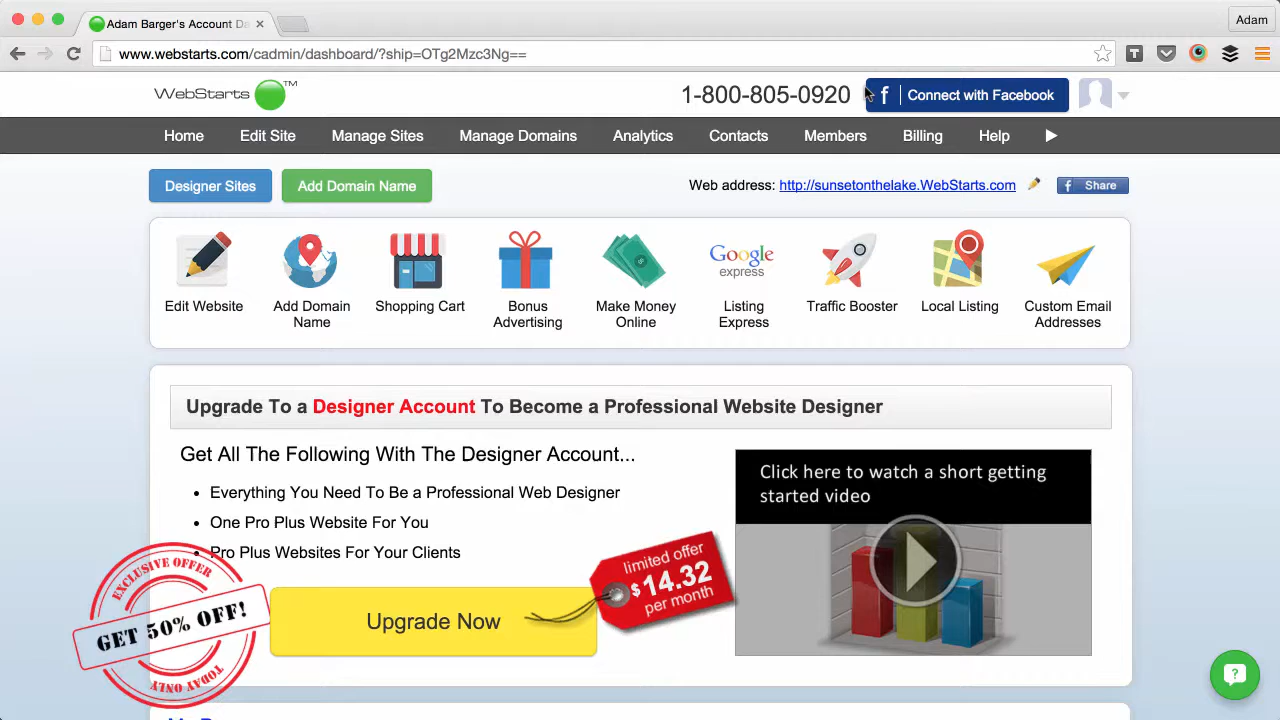 Adam Barger's Account Da
Adam
www.webstarts.com/cadmin/dashboard/?ship=OTg2Mzc3Ng==
T
WebStarts TM
1-800-805-0920
f Connect with Facebook
Home Edit Site Manage Sites Manage Domains Analytics Contacts Members Billing Help
Designer Sites Add Domain Name
Web address: http://sunsetonthelake.WebStarts.com
f Share
Google
express
Edit Website
Add Domain
Name
Shopping Cart
Bonus
Advertising
Make Money
Online
Listing
Express
Traffic Booster
Local Listing
Custom Email
Addresses
Upgrade To a Designer Account To Become a Professional Website Designer
Get All The Following With The Designer Account...
• Everything You Need To Be a Professional Web Designer
• One Pro Plus Website For You
• Pro Plus Websites For Your Clients
Click here to watch a short getting
started video
EXCLUSIVE OFFER
GET 50% OFF!
TODAY ONLY
Upgrade Now
limited offer
$14.32
per month